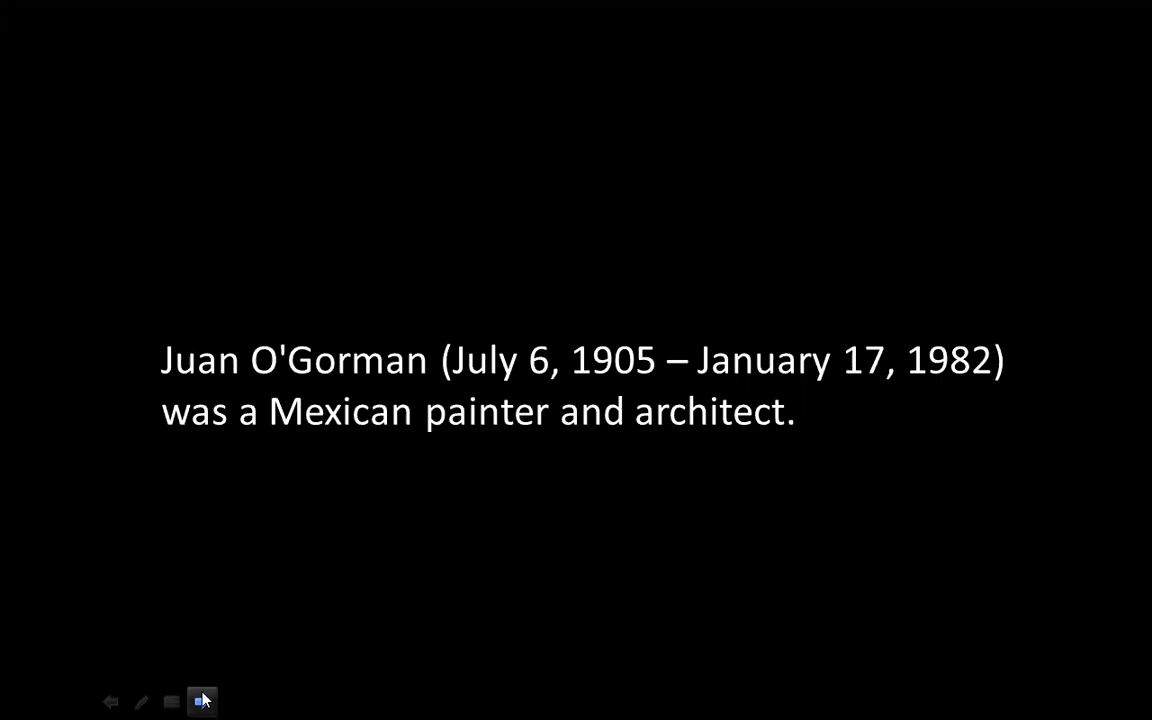 Juan O'Gorman (July 6, 1905 – January 17, 1982)
was a Mexican painter and architect.